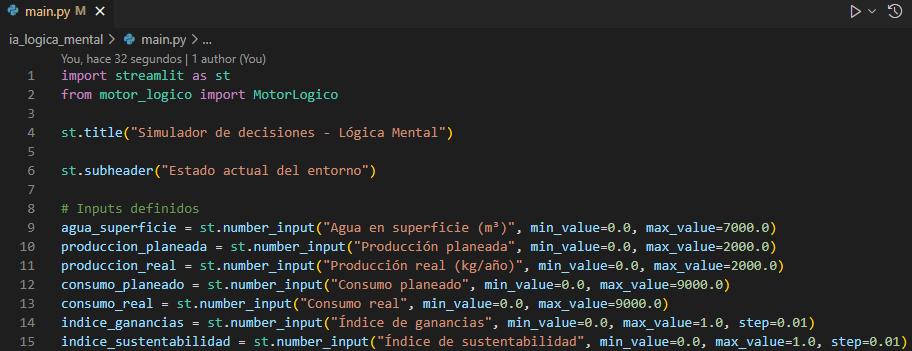 main.py M
ia_logica_mental > main.py > ...
You, hace 32 segundos | 1 author (You)
1 import streamlit as st
2 from motor_logico import MotorLogico
3
4 st.title("Simulador de decisiones - Lógica Mental")
5
6 st.subheader("Estado actual del entorno")
7
8 # Inputs definidos
9 agua_superficie = st.number_input("Agua en superficie (m³)", min_value=0.0, max_value=7000.0)
10 produccion_planeada = st.number_input("Producción planeada", min_value=0.0, max_value=2000.0)
11 produccion_real = st.number_input("Producción real (kg/año)", min_value=0.0, max_value=2000.0)
12 consumo_planeado = st.number_input("Consumo planeado", min_value=0.0, max_value=9000.0)
13 consumo_real = st.number_input("Consumo real", min_value=0.0, max_value=9000.0)
14 indice_ganancias = st.number_input("Índice de ganancias", min_value=0.0, max_value=1.0, step=0.01)
15 indice_sustentabilidad = st.number_input("Índice de sustentabilidad", min_value=0.0, max_value=1.0, step=0.01)